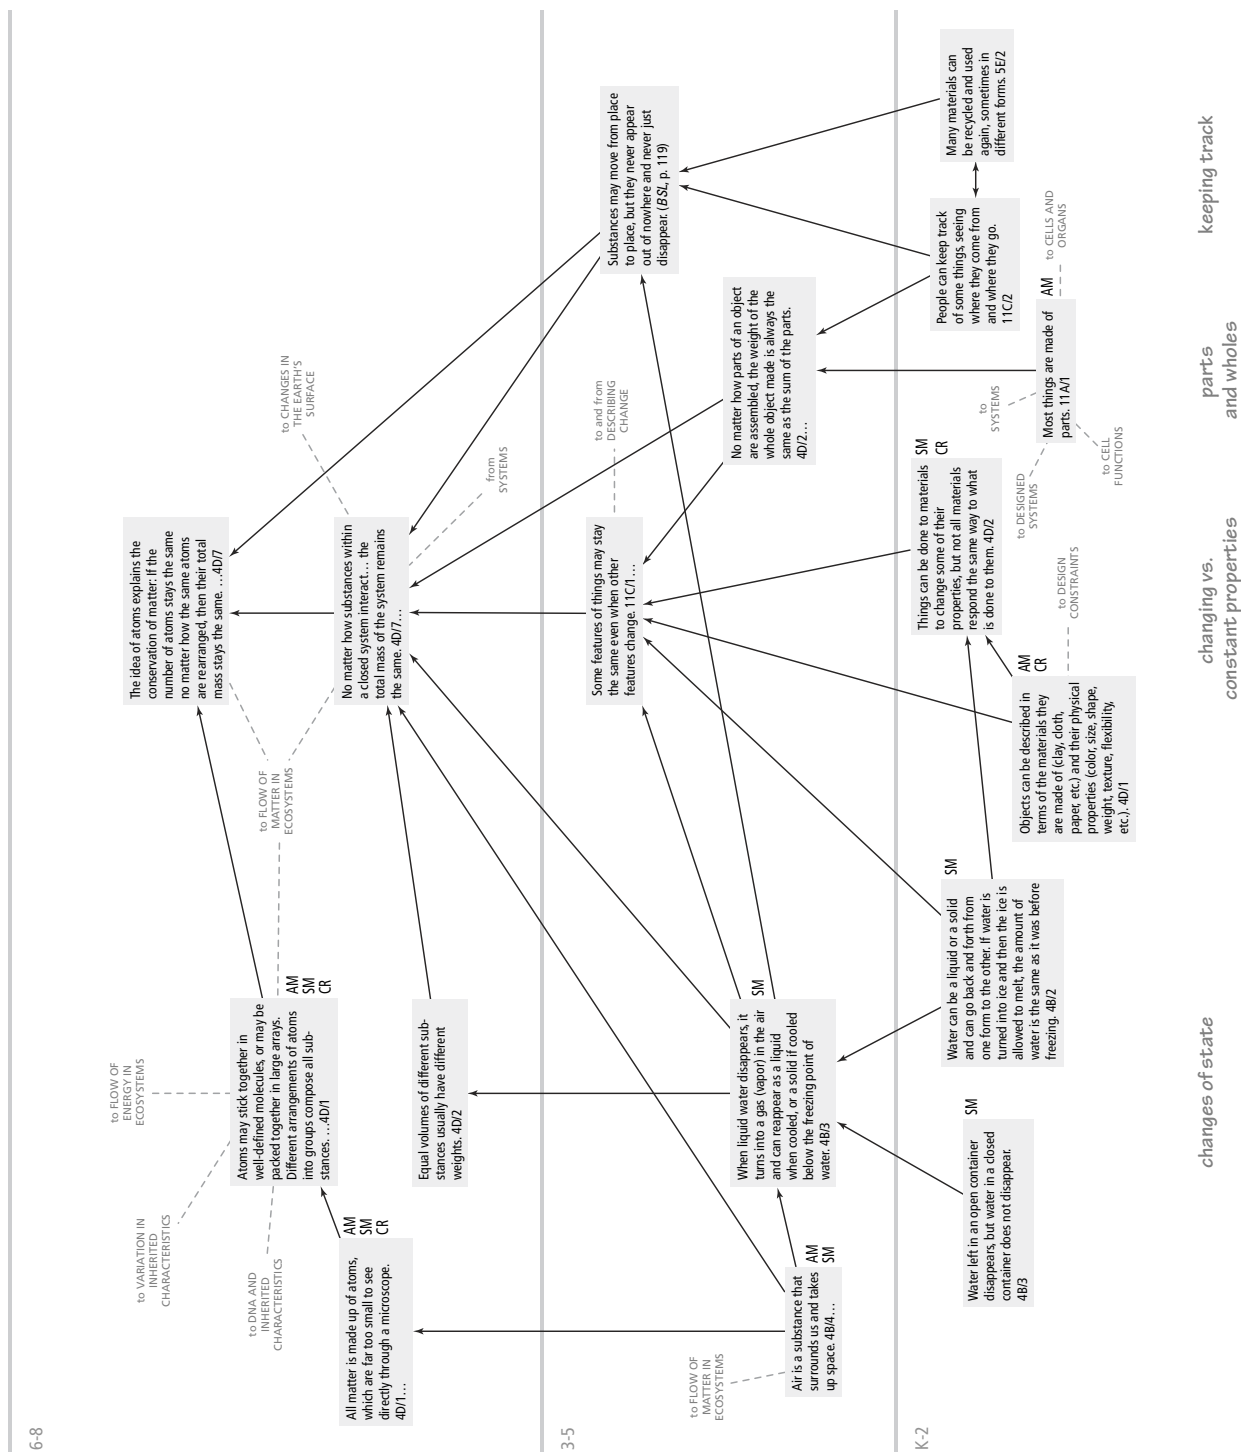 6-8
The idea of atoms explains the
conservation of matter: If the
number of atoms stays the same
no matter how the same atoms
are rearranged, then their total
mass stays the same. …4D/7
to FLOW OF
ENERGY IN
ECOSYSTEMS
to VARIATION IN
INHERITED
CHARACTERISTICS
to DNA AND
INHERITED
CHARACTERISTICS
Atoms may stick together in
well-defined molecules, or may be
packed together in large arrays.
Different arrangements of atoms
into groups compose all sub-
stances. …4D/1
AM
SM
CR
to FLOW OF
MATTER IN
ECOSYSTEMS
to CHANGES IN
THE EARTH'S
SURFACE
All matter is made up of atoms,
which are far too small to see
directly through a microscope.
4D/1…
AM
SM
CR
No matter how substances within
a closed system interact… the
total mass of the system remains
the same. 4D/7…
from
SYSTEMS
Equal volumes of different sub-
stances usually have different
weights. 4D/2
3-5
Some features of things may stay
the same even when other
features change. 11C/1…
to and from
DESCRIBING
CHANGE
Substances may move from place
to place, but they never appear
out of nowhere and never just
disappear. (BSL, p. 119)
to FLOW OF
MATTER IN
ECOSYSTEMS
Air is a substance that
surrounds us and takes
up space. 4B/4…
AM
SM
When liquid water disappears, it
turns into a gas (vapor) in the air
and can reappear as a liquid
when cooled, or a solid if cooled
below the freezing point of
water. 4B/3
SM
No matter how parts of an object
are assembled, the weight of the
whole object made is always the
same as the sum of the parts.
4D/2…
K-2
Water left in an open container
disappears, but water in a closed
container does not disappear.
4B/3
SM
Water can be a liquid or a solid
and can go back and forth from
one form to the other. If water is
turned into ice and then the ice is
allowed to melt, the amount of
water is the same as it was before
freezing. 4B/2
SM
Things can be done to materials
to change some of their
properties, but not all materials
respond the same way to what
is done to them. 4D/2
SM
CR
Objects can be described in
terms of the materials they
are made of (clay, cloth,
paper, etc.) and their physical
properties (color, size, shape,
weight, texture, flexibility,
etc.). 4D/1
AM
CR
to DESIGN
CONSTRAINTS
to DESIGNED
SYSTEMS
to
SYSTEMS
to CELL
FUNCTIONS
Most things are made of
parts. 11A/1
AM
to CELLS AND
ORGANS
People can keep track
of some things, seeing
where they come from
and where they go.
11C/2
Many materials can
be recycled and used
again, sometimes in
different forms. 5E/2
changes of state
changing vs.
constant properties
parts
and wholes
keeping track